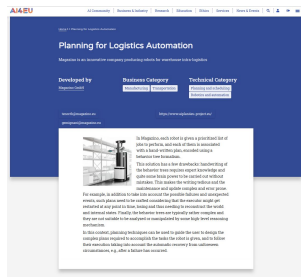 AI4EU
AI Community Business & Industry Research Education Ethics Services News & Events
Planning for Logistics Automation
Magazino is an innovative company producing robots for warehouse intra-logistics.
Developed by
Magazino GmbH
Business Category
Manufacturing Transportation
Technical Category
Planning and scheduling
Robotics and automation
In Magazino, each robot is given a prioritized list of
jobs to perform, and each of them is associated
with a hand-written plan, encoded using a
behavior tree formalism.
This solution has a few drawbacks: handwriting of
the behavior trees requires expert knowledge and
quite some brain power to be carried out without
mistakes. This makes the writing tedious and the
maintenance and update complex and error prone.
For example, in addition to take into account the possible failures and unexpected
events, such plans need to be crafted considering that the executor might get
restarted at any point in time, losing and thus needing to reconstruct the world
and internal states. Finally, the behavior trees are typically rather complex and
they are not suitable to be analysed or manipulated by some high-level reasoning
mechanism.
In this context, planning techniques can be used to guide the user to design the
complex plans required to accomplish the tasks the robot is given, and to follow
their execution taking into account the automatic recovery from unforeseen
circumstances, e.g., after a failure has occurred.